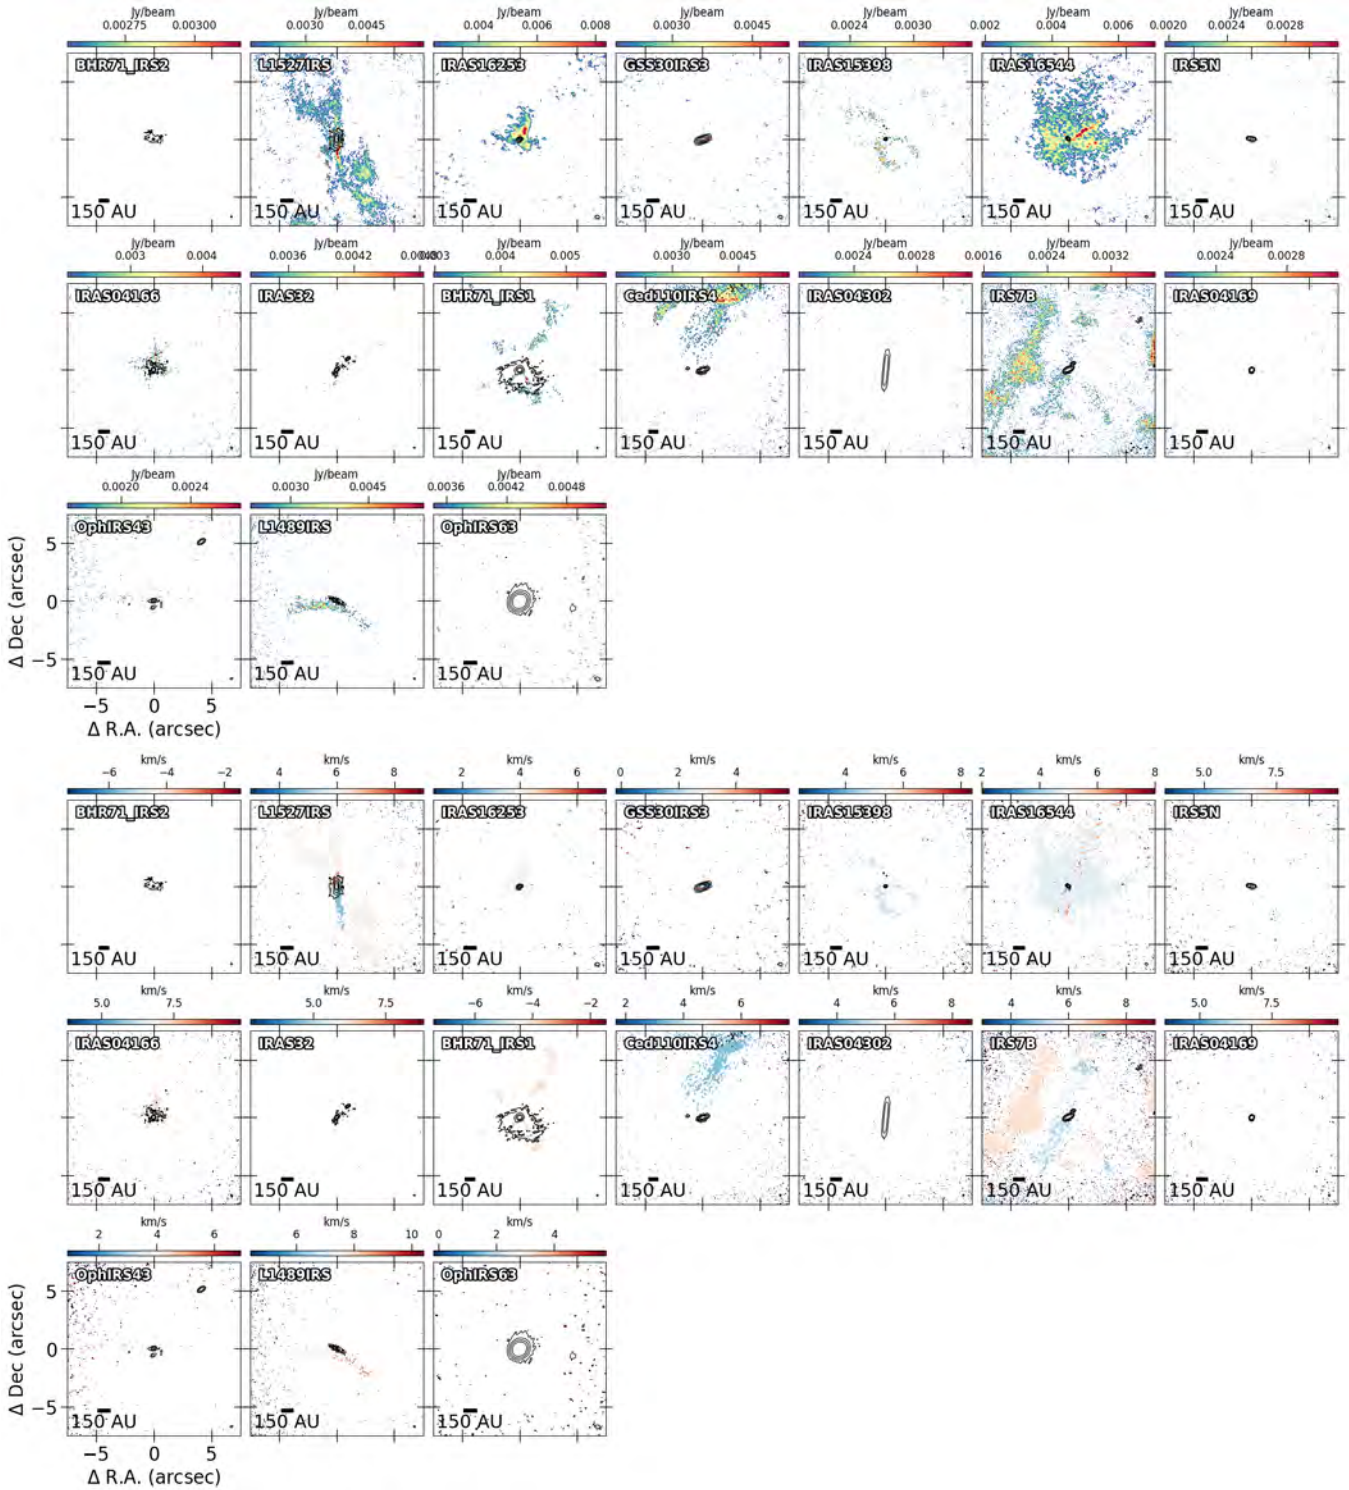 Jy/beam Jy/beam Jy/beam Jy/beam Jy/beam Jy/beam Jy/beam
0.00275 0.00300 0.0030 0.0045 0.004 0.006 0.008 0.0030 0.0045 0.0024 0.0030 0.002 0.004 0.006 0.0020 0.0024 0.0028
BHR71_IRS2 L1527IRS IRAS16253 GSS30IRS3 IRAS15398 IRAS16544 IRS5N
150 AU 150 AU 150 AU 150 AU 150 AU 150 AU 150 AU
Jy/beam Jy/beam Jy/beam Jy/beam Jy/beam Jy/beam Jy/beam
0.003 0.004 0.0036 0.0042 0.004 0.005 0.0030 0.0045 0.0024 0.0028 0.0016 0.0024 0.0032 0.0024 0.0028
IRAS04166 IRAS32 BHR71_IRS1 Ced110IRS4 IRAS04302 IRS7B IRAS04169
150 AU 150 AU 150 AU 150 AU 150 AU 150 AU 150 AU
Jy/beam Jy/beam Jy/beam
0.0020 0.0024 0.0030 0.0045 0.0036 0.0042 0.0048
OphIRS43 L1489IRS OphIRS63
5
0
−5
Δ Dec (arcsec)
150 AU 150 AU 150 AU
−5 0 5
Δ R.A. (arcsec)
km/s km/s km/s km/s km/s km/s km/s
−6 −4 −2 4 6 8 2 4 6 0 2 4 4 6 8 2 4 6 8 5.0 7.5
BHR71_IRS2 L1527IRS IRAS16253 GSS30IRS3 IRAS15398 IRAS16544 IRS5N
150 AU 150 AU 150 AU 150 AU 150 AU 150 AU 150 AU
km/s km/s km/s km/s km/s km/s km/s
5.0 7.5 5.0 7.5 −6 −4 −2 2 4 6 4 6 8 4 6 8 5.0 7.5
IRAS04166 IRAS32 BHR71_IRS1 Ced110IRS4 IRAS04302 IRS7B IRAS04169
150 AU 150 AU 150 AU 150 AU 150 AU 150 AU 150 AU
km/s km/s km/s
2 4 6 6 8 10 0 2 4
OphIRS43 L1489IRS OphIRS63
5
0
−5
Δ Dec (arcsec)
150 AU 150 AU 150 AU
−5 0 5
Δ R.A. (arcsec)